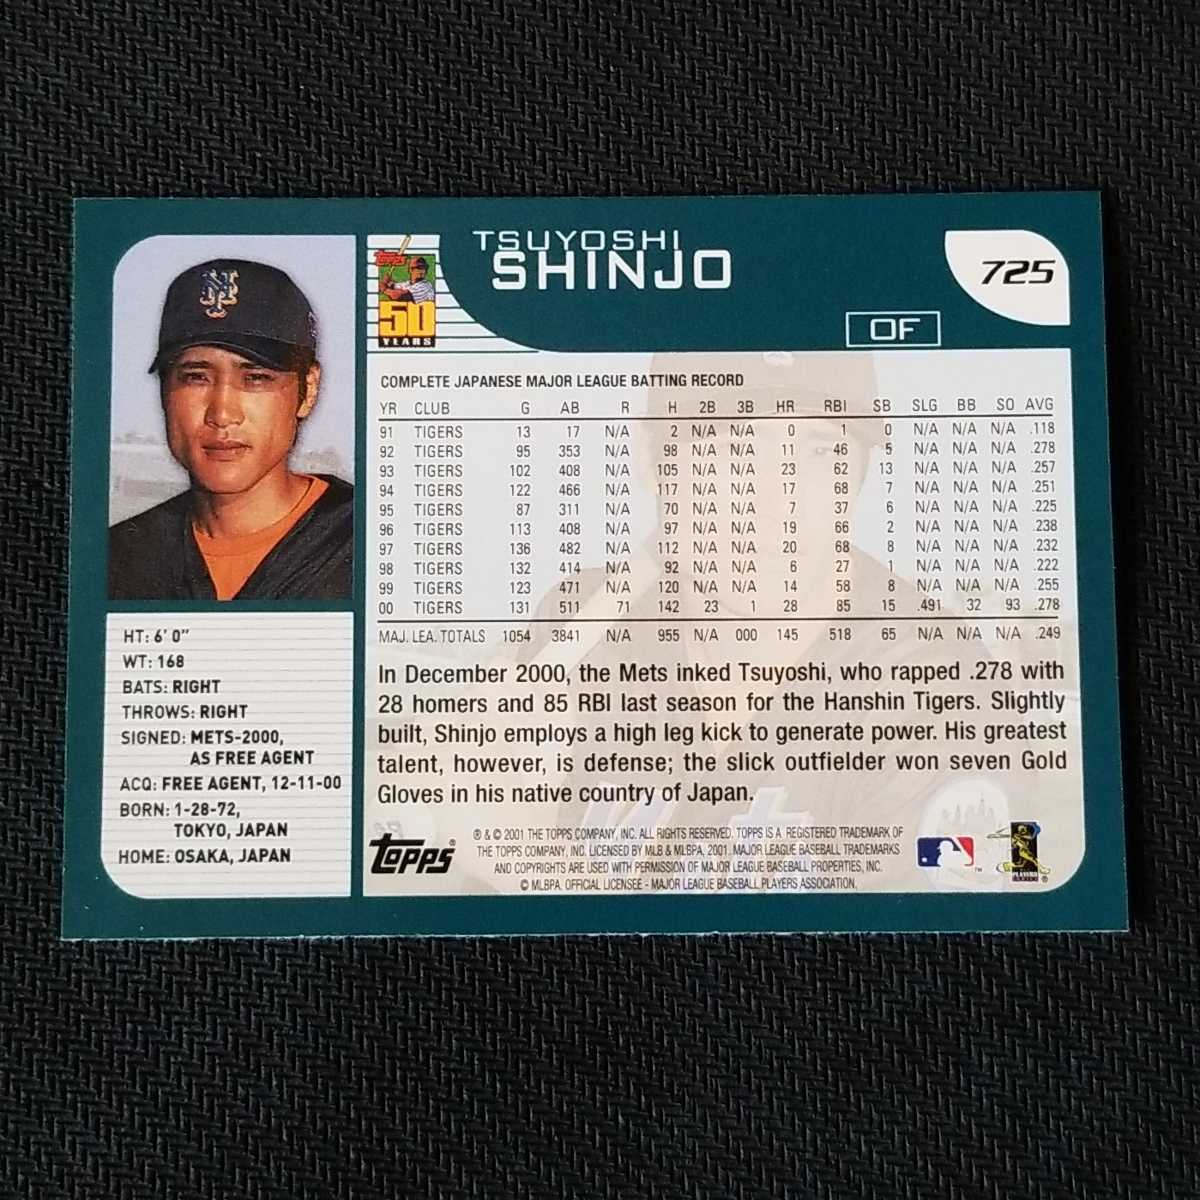 TSUYOSHI
SHINJO
725
OF
NY
Topps
50
YEARS
COMPLETE JAPANESE MAJOR LEAGUE BATTING RECORD
YR CLUB G AB R H 2B 3B HR RBI SB SLG BB SO AVG
91 TIGERS 13 17 N/A 2 N/A N/A 0 1 0 N/A N/A N/A .118
92 TIGERS 95 353 N/A 98 N/A N/A 11 46 5 N/A N/A N/A .278
93 TIGERS 102 408 N/A 105 N/A N/A 23 62 13 N/A N/A N/A .257
94 TIGERS 122 466 N/A 117 N/A N/A 17 68 7 N/A N/A N/A .251
95 TIGERS 87 311 N/A 70 N/A N/A 7 37 6 N/A N/A N/A .225
96 TIGERS 113 408 N/A 97 N/A N/A 19 66 2 N/A N/A N/A .238
97 TIGERS 136 482 N/A 112 N/A N/A 20 68 8 N/A N/A N/A .232
98 TIGERS 132 414 N/A 92 N/A N/A 6 27 1 N/A N/A N/A .222
99 TIGERS 123 471 N/A 120 N/A N/A 14 58 8 N/A N/A N/A .255
00 TIGERS 131 511 71 142 23 1 28 85 15 .491 32 93 .278
MAJ. LEA. TOTALS 1054 3841 N/A 955 N/A 000 145 518 65 N/A N/A N/A .249
HT: 6' 0"
WT: 168
BATS: RIGHT
THROWS: RIGHT
SIGNED: METS-2000,
AS FREE AGENT
ACQ: FREE AGENT, 12-11-00
BORN: 1-28-72,
TOKYO, JAPAN
HOME: OSAKA, JAPAN
In December 2000, the Mets inked Tsuyoshi, who rapped .278 with
28 homers and 85 RBI last season for the Hanshin Tigers. Slightly
built, Shinjo employs a high leg kick to generate power. His greatest
talent, however, is defense; the slick outfielder won seven Gold
Gloves in his native country of Japan.
Topps®
® & © 2001 THE TOPPS COMPANY, INC. ALL RIGHTS RESERVED. TOPPS IS A REGISTERED TRADEMARK OF
THE TOPPS COMPANY, INC. LICENSED BY MLB & MLBPA, 2001. MAJOR LEAGUE BASEBALL TRADEMARKS
AND COPYRIGHTS ARE USED WITH PERMISSION OF MAJOR LEAGUE BASEBALL PROPERTIES, INC.
© MLBPA. OFFICIAL LICENSEE - MAJOR LEAGUE BASEBALL PLAYERS ASSOCIATION.
TM
PLAYERS
®